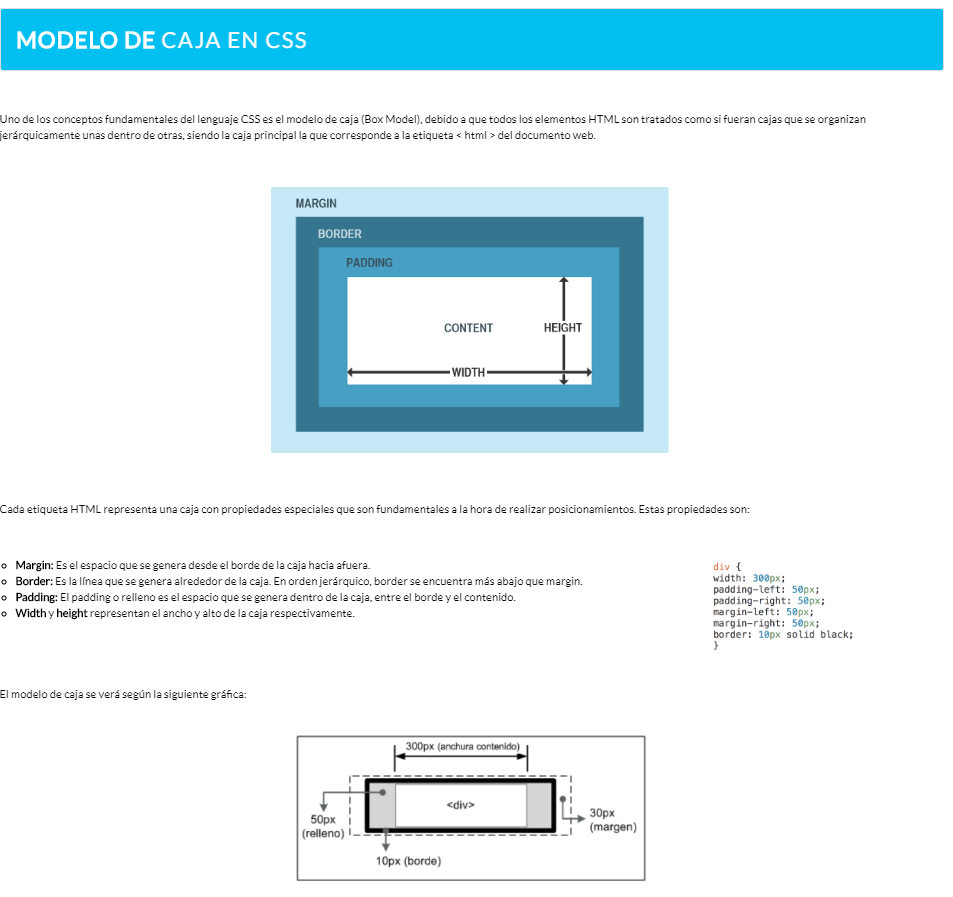 MODELO DE CAJA EN CSS
Uno de los conceptos fundamentales del lenguaje CSS es el modelo de caja (Box Model), debido a que todos los elementos HTML son tratados como si fueran cajas que se organizan
jerárquicamente unas dentro de otras, siendo la caja principal la que corresponde a la etiqueta < html > del documento web.
MARGIN
BORDER
PADDING
CONTENT
HEIGHT
WIDTH
Cada etiqueta HTML representa una caja con propiedades especiales que son fundamentales a la hora de realizar posicionamientos. Estas propiedades son:
Margin: Es el espacio que se genera desde el borde de la caja hacia afuera.
Border: Es la línea que se genera alrededor de la caja. En orden jerárquico, border se encuentra más abajo que margin.
Padding: El padding o relleno es el espacio que se genera dentro de la caja, entre el borde y el contenido.
Width y height representan el ancho y alto de la caja respectivamente.
div {
width: 300px;
padding-left: 50px;
padding-right: 50px;
margin-left: 50px;
margin-right: 50px;
border: 10px solid black;
}
El modelo de caja se verá según la siguiente gráfica:
300px (anchura contenido)
<div>
50px
(relleno)
30px
(margen)
10px (borde)